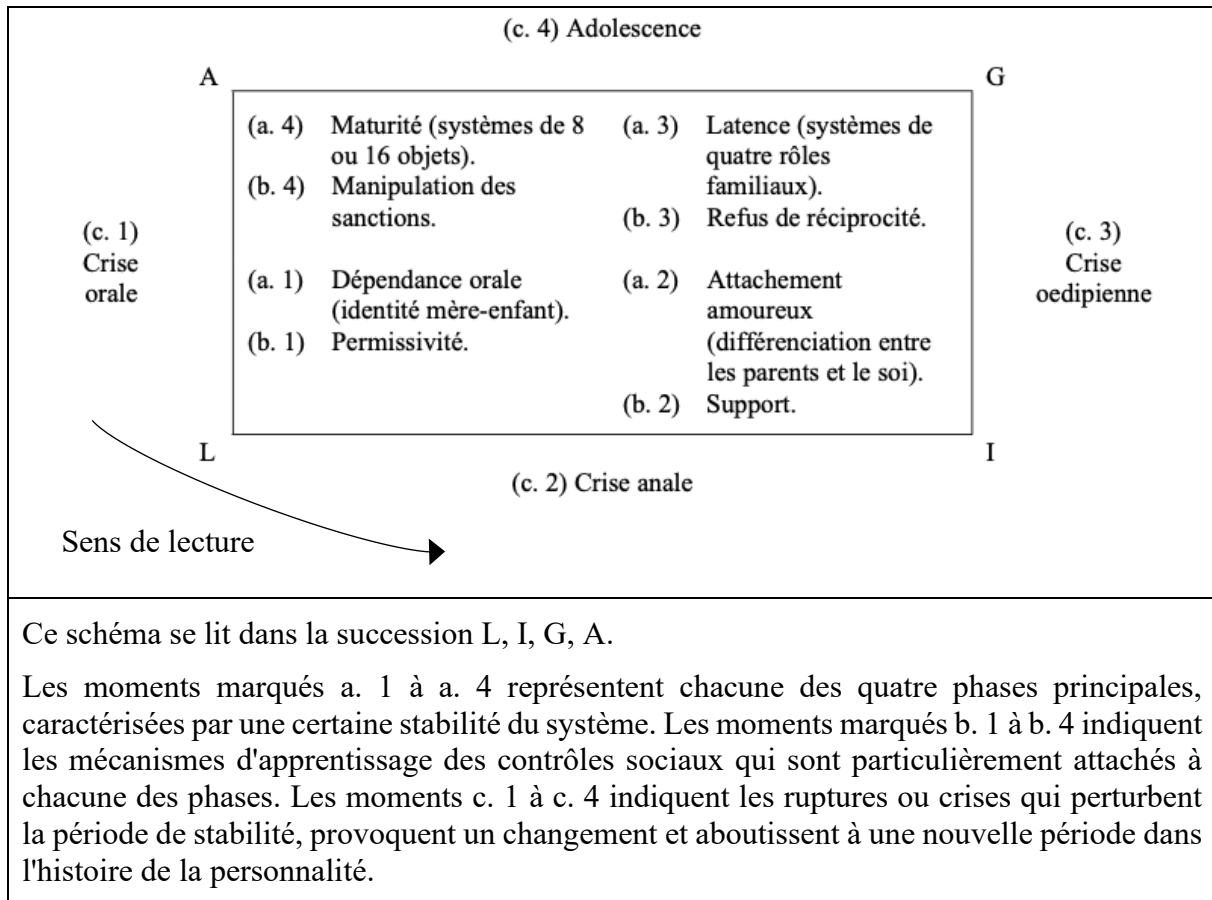 (c. 4) Adolescence
A
G
(a. 4) Maturité (systèmes de 8
ou 16 objets).
(b. 4) Manipulation des
sanctions.
(a. 3) Latence (systèmes de
quatre rôles
familiaux).
(b. 3) Refus de réciprocité.
(c. 1)
Crise
orale
(c. 3)
Crise
oedipienne
(a. 1) Dépendance orale
(identité mère-enfant).
(b. 1) Permissivité.
(a. 2) Attachement
amoureux
(différenciation entre
les parents et le soi).
(b. 2) Support.
L
I
(c. 2) Crise anale
Sens de lecture
Ce schéma se lit dans la succession L, I, G, A.
Les moments marqués a. 1 à a. 4 représentent chacune des quatre phases principales,
caractérisées par une certaine stabilité du système. Les moments marqués b. 1 à b. 4 indiquent
les mécanismes d'apprentissage des contrôles sociaux qui sont particulièrement attachés à
chacune des phases. Les moments c. 1 à c. 4 indiquent les ruptures ou crises qui perturbent
la période de stabilité, provoquent un changement et aboutissent à une nouvelle période dans
l'histoire de la personnalité.